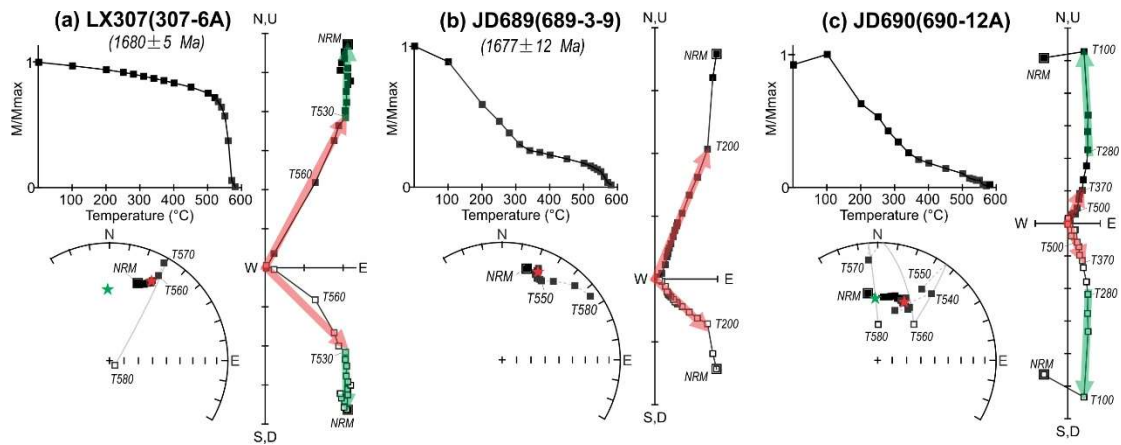 (a) LX307(307-6A)
(1680±5 Ma)
M/Mmax
1
0
0 100 200 300 400 500 600
Temperature (°C)
N
NRM
T570
T560
T580
E
N,U
NRM
T530
T560
W
E
T560
T530
NRM
S,D
(b) JD689(689-3-9)
(1677±12 Ma)
M/Mmax
1
0
0 100 200 300 400 500 600
Temperature (°C)
N
NRM
T550
T580
E
N,U
NRM
T200
W
E
T200
NRM
S,D
(c) JD690(690-12A)
M/Mmax
1
0
0 100 200 300 400 500 600
Temperature (°C)
N
T570
NRM
T550
T540
T580
T560
E
N,U
T100
NRM
T280
T370
T500
W
E
T500
T370
T280
NRM
T100
S,D